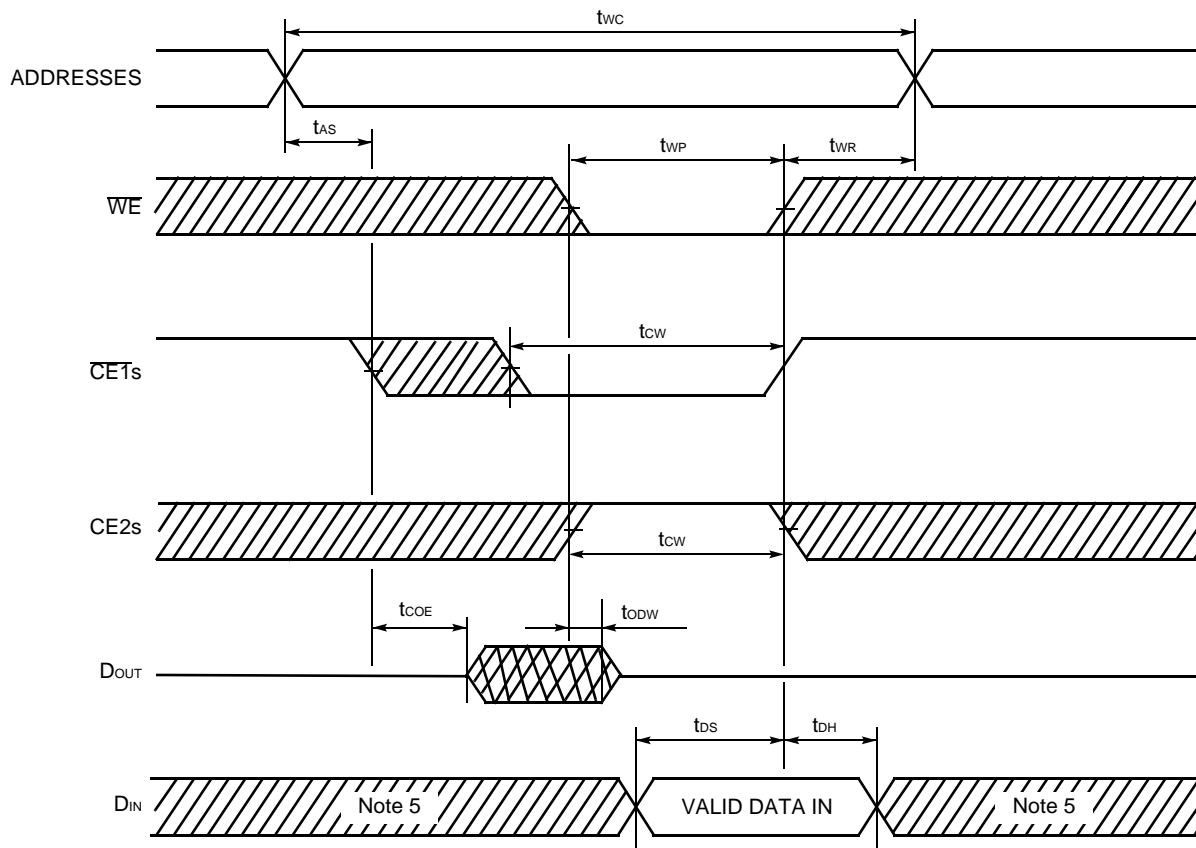 tWC
ADDRESSES
tAS
tWP
tWR
WE
tCW
CE1s
CE2s
tCW
tCOE
tODW
DOUT
tDS
tDH
DIN
Note 5
VALID DATA IN
Note 5